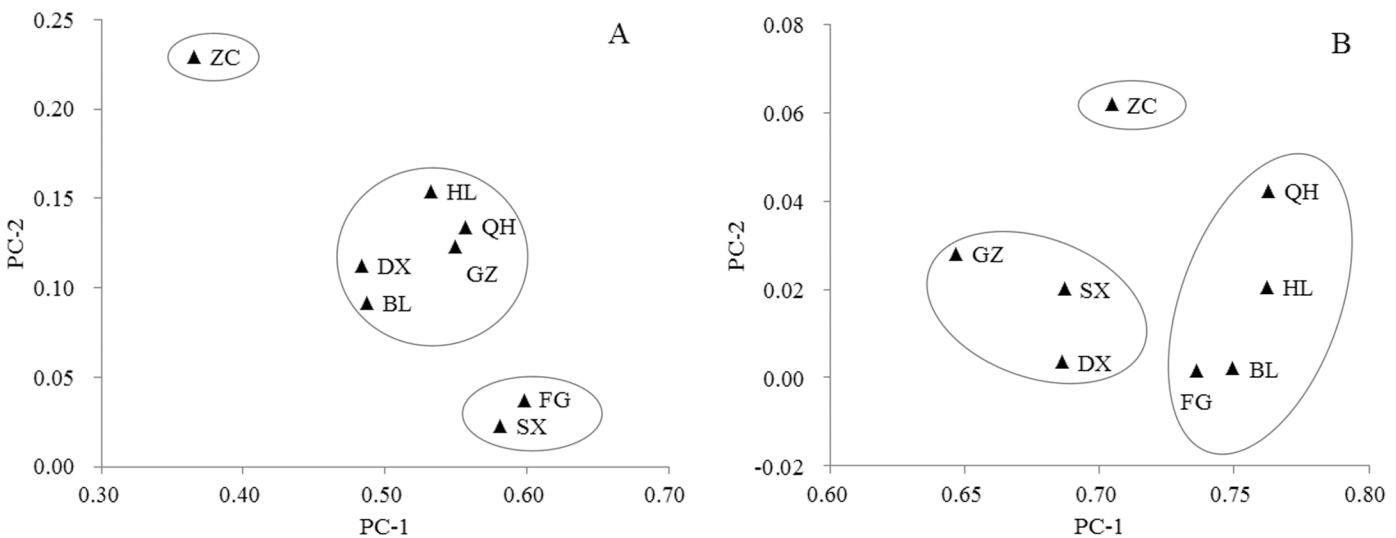 A
PC-2
0.25
0.20
0.15
0.10
0.05
0.00
0.30 0.40 0.50 0.60 0.70
PC-1
ZC
HL
QH
GZ
DX
BL
FG
SX
B
PC-2
0.08
0.06
0.04
0.02
0.00
-0.02
0.60 0.65 0.70 0.75 0.80
PC-1
ZC
QH
GZ
SX
HL
DX
BL
FG